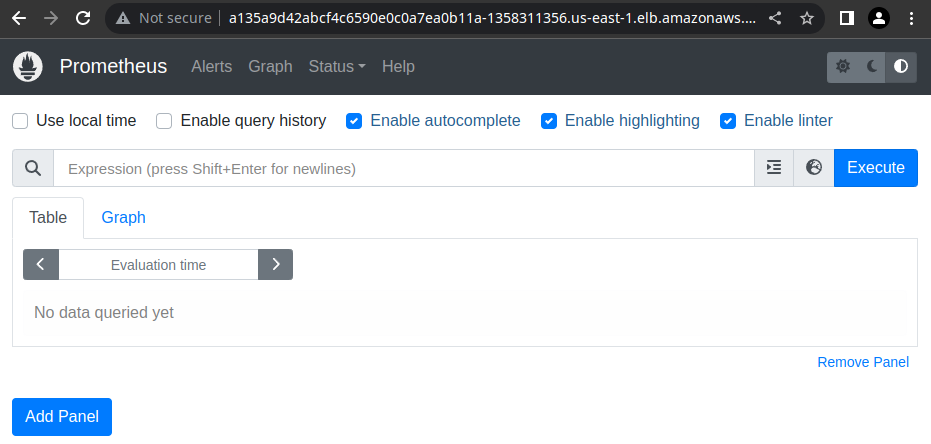 Not secure a135a9d42abcf4c6590e0c0a7ea0b11a-1358311356.us-east-1.elb.amazonaws....
Prometheus Alerts Graph Status Help
Use local time Enable query history Enable autocomplete Enable highlighting Enable linter
Expression (press Shift+Enter for newlines) Execute
Table Graph
Evaluation time
No data queried yet
Remove Panel
Add Panel